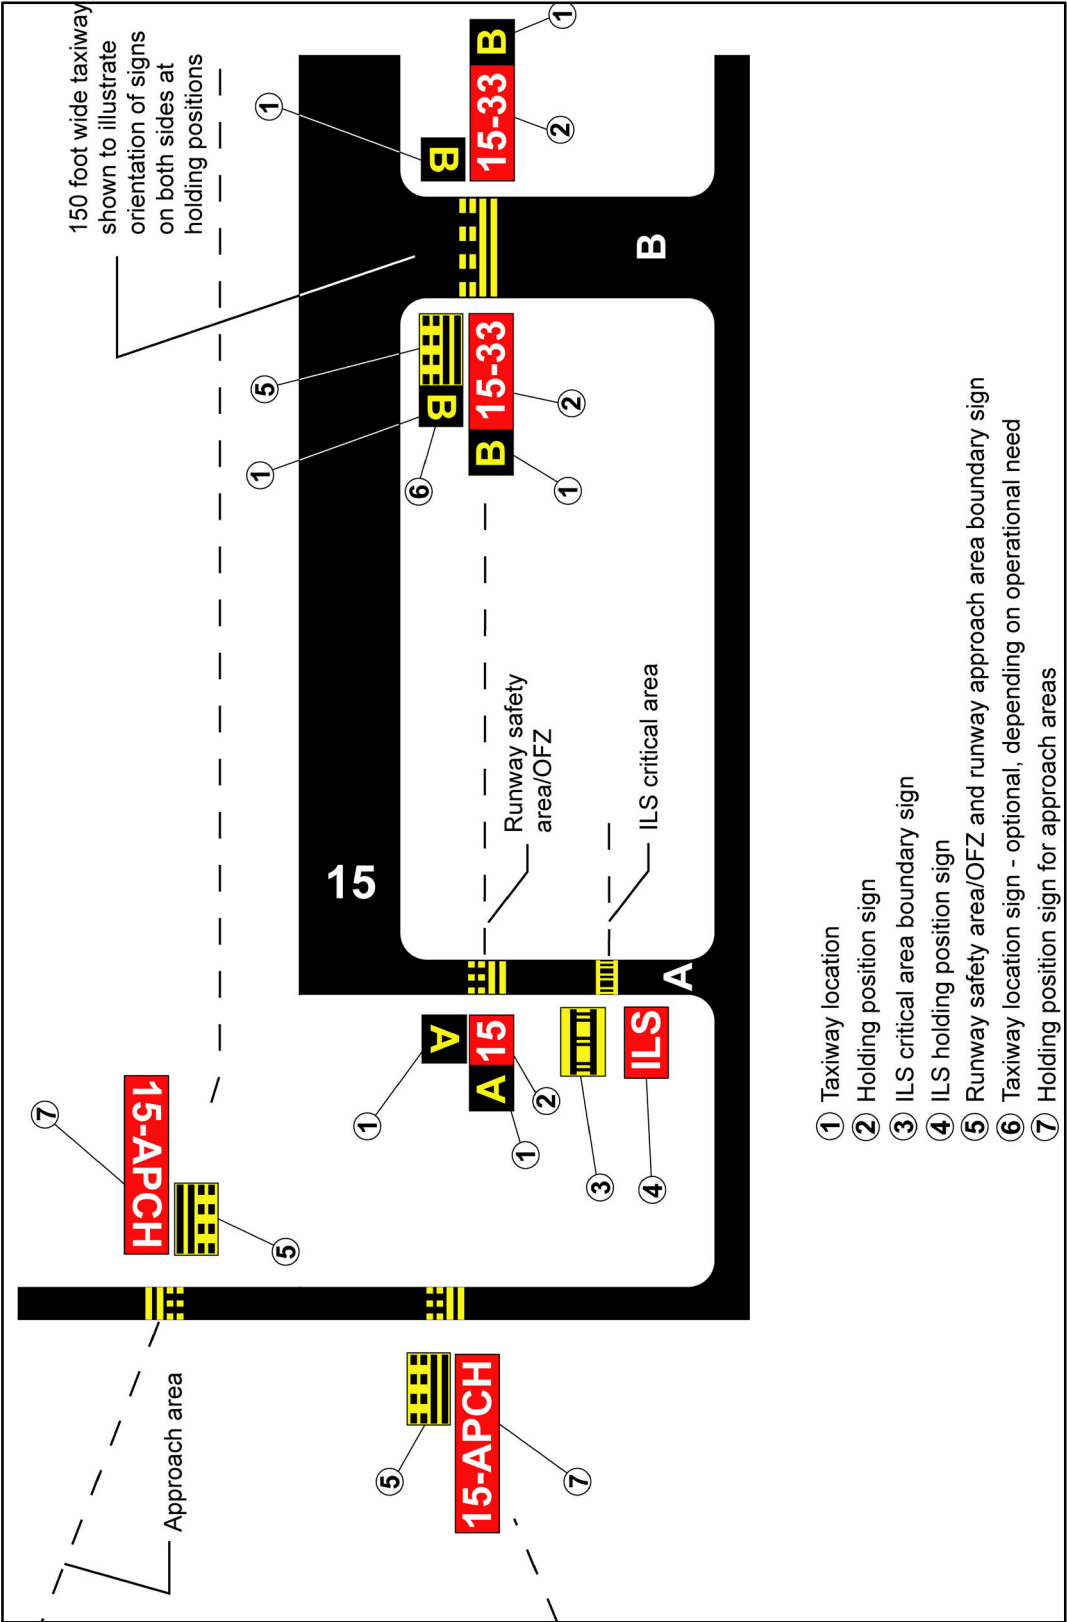 150 foot wide taxiway
shown to illustrate
orientation of signs
on both sides at
holding positions
Approach area
7
15-APCH
5
5
15-APCH
7
15
1
A
A 15
1
2
3
ILS
4
A
Runway safety
area/OFZ
ILS critical area
1
5
6
B
B 15-33
1
2
B
1
B
15-33 B
2
1
1 Taxiway location
2 Holding position sign
3 ILS critical area boundary sign
4 ILS holding position sign
5 Runway safety area/OFZ and runway approach area boundary sign
6 Taxiway location sign - optional, depending on operational need
7 Holding position sign for approach areas